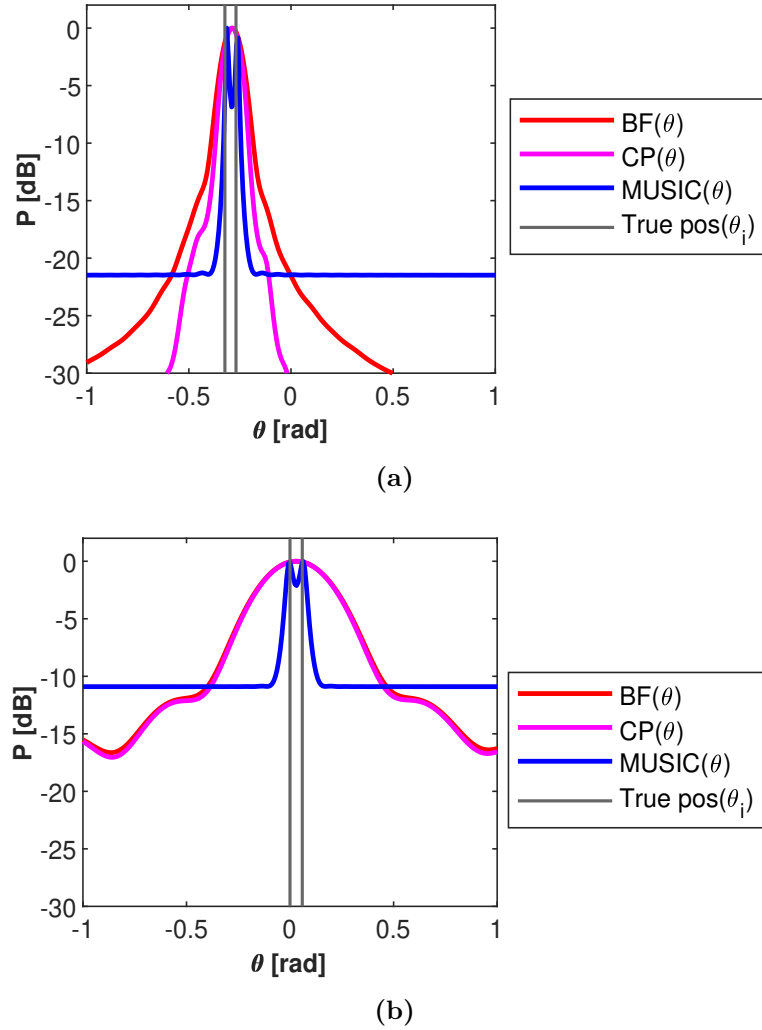 0
-5
-10
-15
-20
-25
-30
P [dB]
-1 -0.5 0 0.5 1
θ [rad]
BF(θ)
CP(θ)
MUSIC(θ)
True pos(θ_i)
(a)
0
-5
-10
-15
-20
-25
-30
P [dB]
-1 -0.5 0 0.5 1
θ [rad]
BF(θ)
CP(θ)
MUSIC(θ)
True pos(θ_i)
(b)